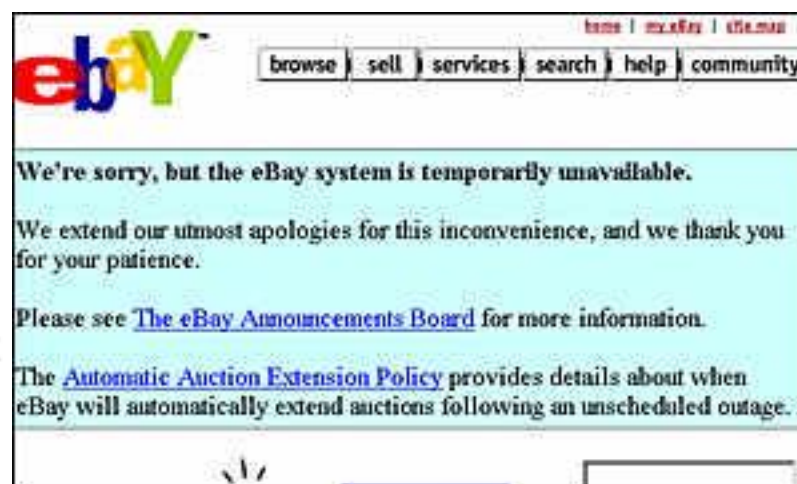 home | my eBay | site map
ebaY™
browse sell services search help community
We're sorry, but the eBay system is temporarily unavailable.
We extend our utmost apologies for this inconvenience, and we thank you
for your patience.
Please see The eBay Announcements Board for more information.
The Automatic Auction Extension Policy provides details about when
eBay will automatically extend auctions following an unscheduled outage.